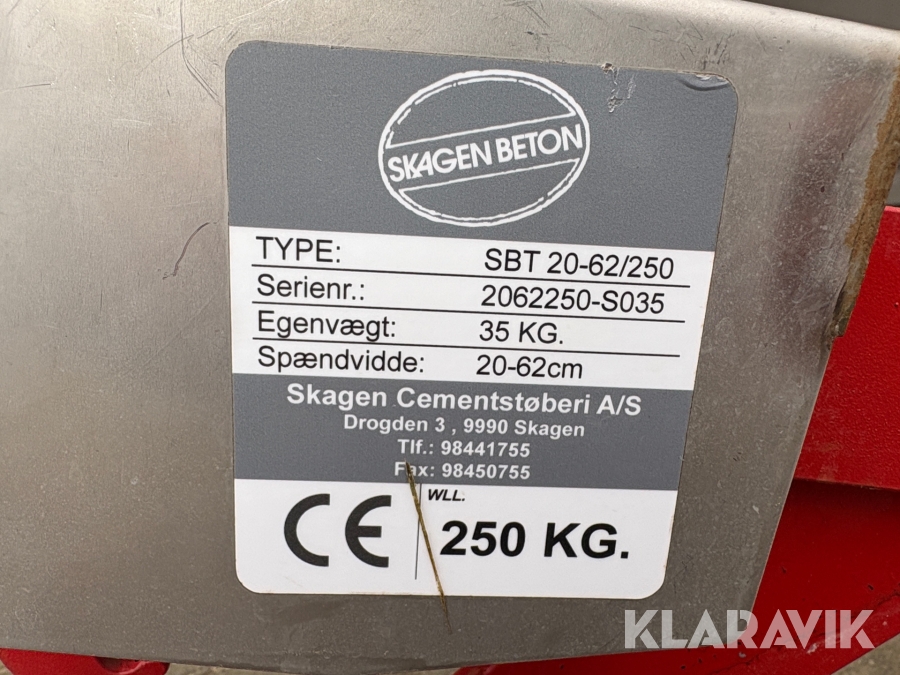 SKAGEN BETON
TYPE: SBT 20-62/250
Serienr.: 2062250-S035
Egenvægt: 35 KG.
Spændvidde: 20-62cm
Skagen Cementstøberi A/S
Drogden 3 , 9990 Skagen
Tlf.: 98441755
Fax: 98450755
CE
WLL.
250 KG.
KLARAVIK